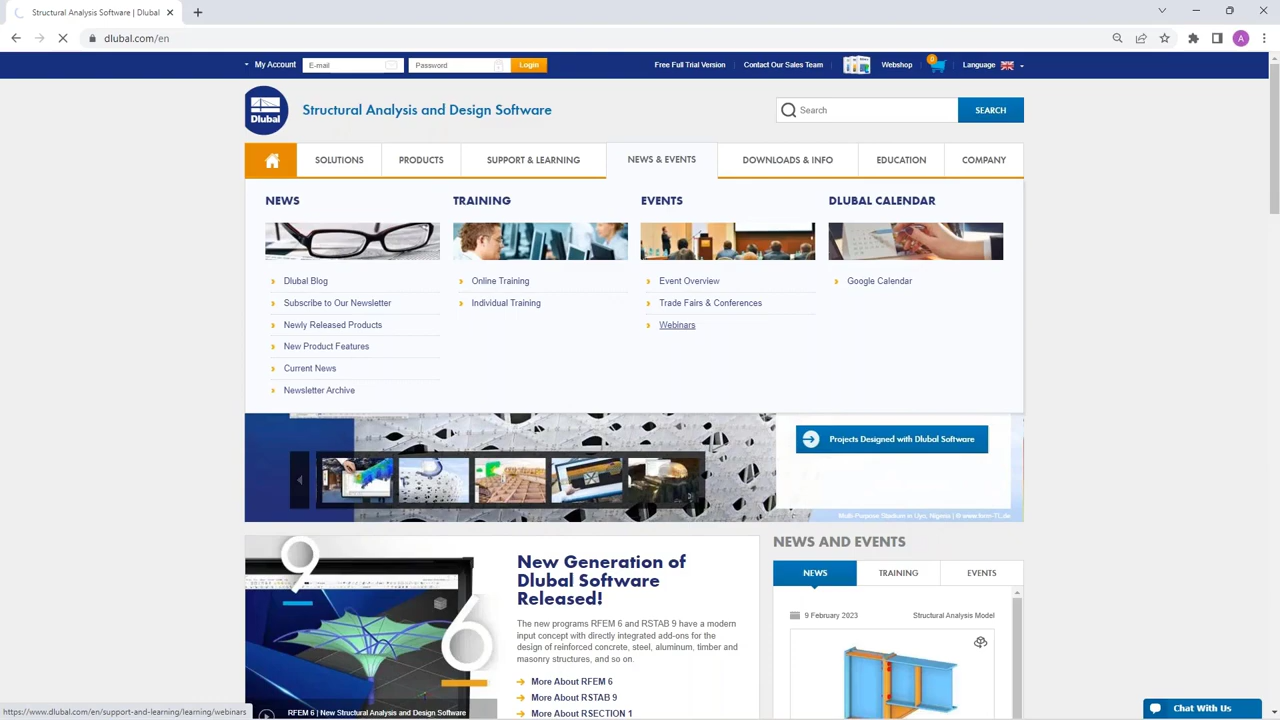 Structural Analysis Software | Dlubal
dlubal.com/en
A
My Account
E-mail
Password
Login
Free Full Trial Version
Contact Our Sales Team
Webshop
0
Language
Dlubal
Structural Analysis and Design Software
Search
SEARCH
SOLUTIONS
PRODUCTS
SUPPORT & LEARNING
NEWS & EVENTS
DOWNLOADS & INFO
EDUCATION
COMPANY
NEWS
Dlubal Blog
Subscribe to Our Newsletter
Newly Released Products
New Product Features
Current News
Newsletter Archive
TRAINING
Online Training
Individual Training
EVENTS
Event Overview
Trade Fairs & Conferences
Webinars
DLUBAL CALENDAR
Google Calendar
Projects Designed with Dlubal Software
Multi-Purpose Stadium in Uyo, Nigeria
9
6
RFEM 6 | New Structural Analysis and Design Software
New Generation of
Dlubal Software
Released!
The new programs RFEM 6 and RSTAB 9 have a modern
input concept with directly integrated add-ons for the
design of reinforced concrete, steel, aluminum, timber and
masonry structures, and so on.
More About RFEM 6
More About RSTAB 9
More About RSECTION 1
NEWS AND EVENTS
NEWS
TRAINING
EVENTS
9 February 2023
Structural Analysis Model
https://www.dlubal.com/en/support-and-learning/learning/webinars
Chat With Us